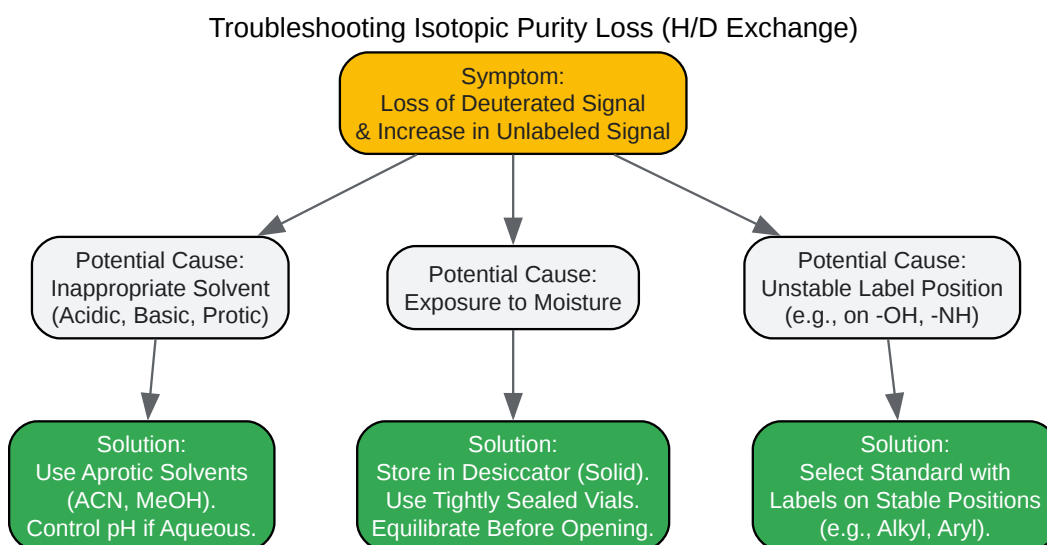 Troubleshooting Isotopic Purity Loss (H/D Exchange)
Symptom:
Loss of Deuterated Signal
& Increase in Unlabeled Signal
Potential Cause:
Inappropriate Solvent
(Acidic, Basic, Protic)
Potential Cause:
Exposure to Moisture
Potential Cause:
Unstable Label Position
(e.g., on -OH, -NH)
Solution:
Use Aprotic Solvents
(ACN, MeOH).
Control pH if Aqueous.
Solution:
Store in Desiccator (Solid).
Use Tightly Sealed Vials.
Equilibrate Before Opening.
Solution:
Select Standard with
Labels on Stable Positions
(e.g., Alkyl, Aryl).